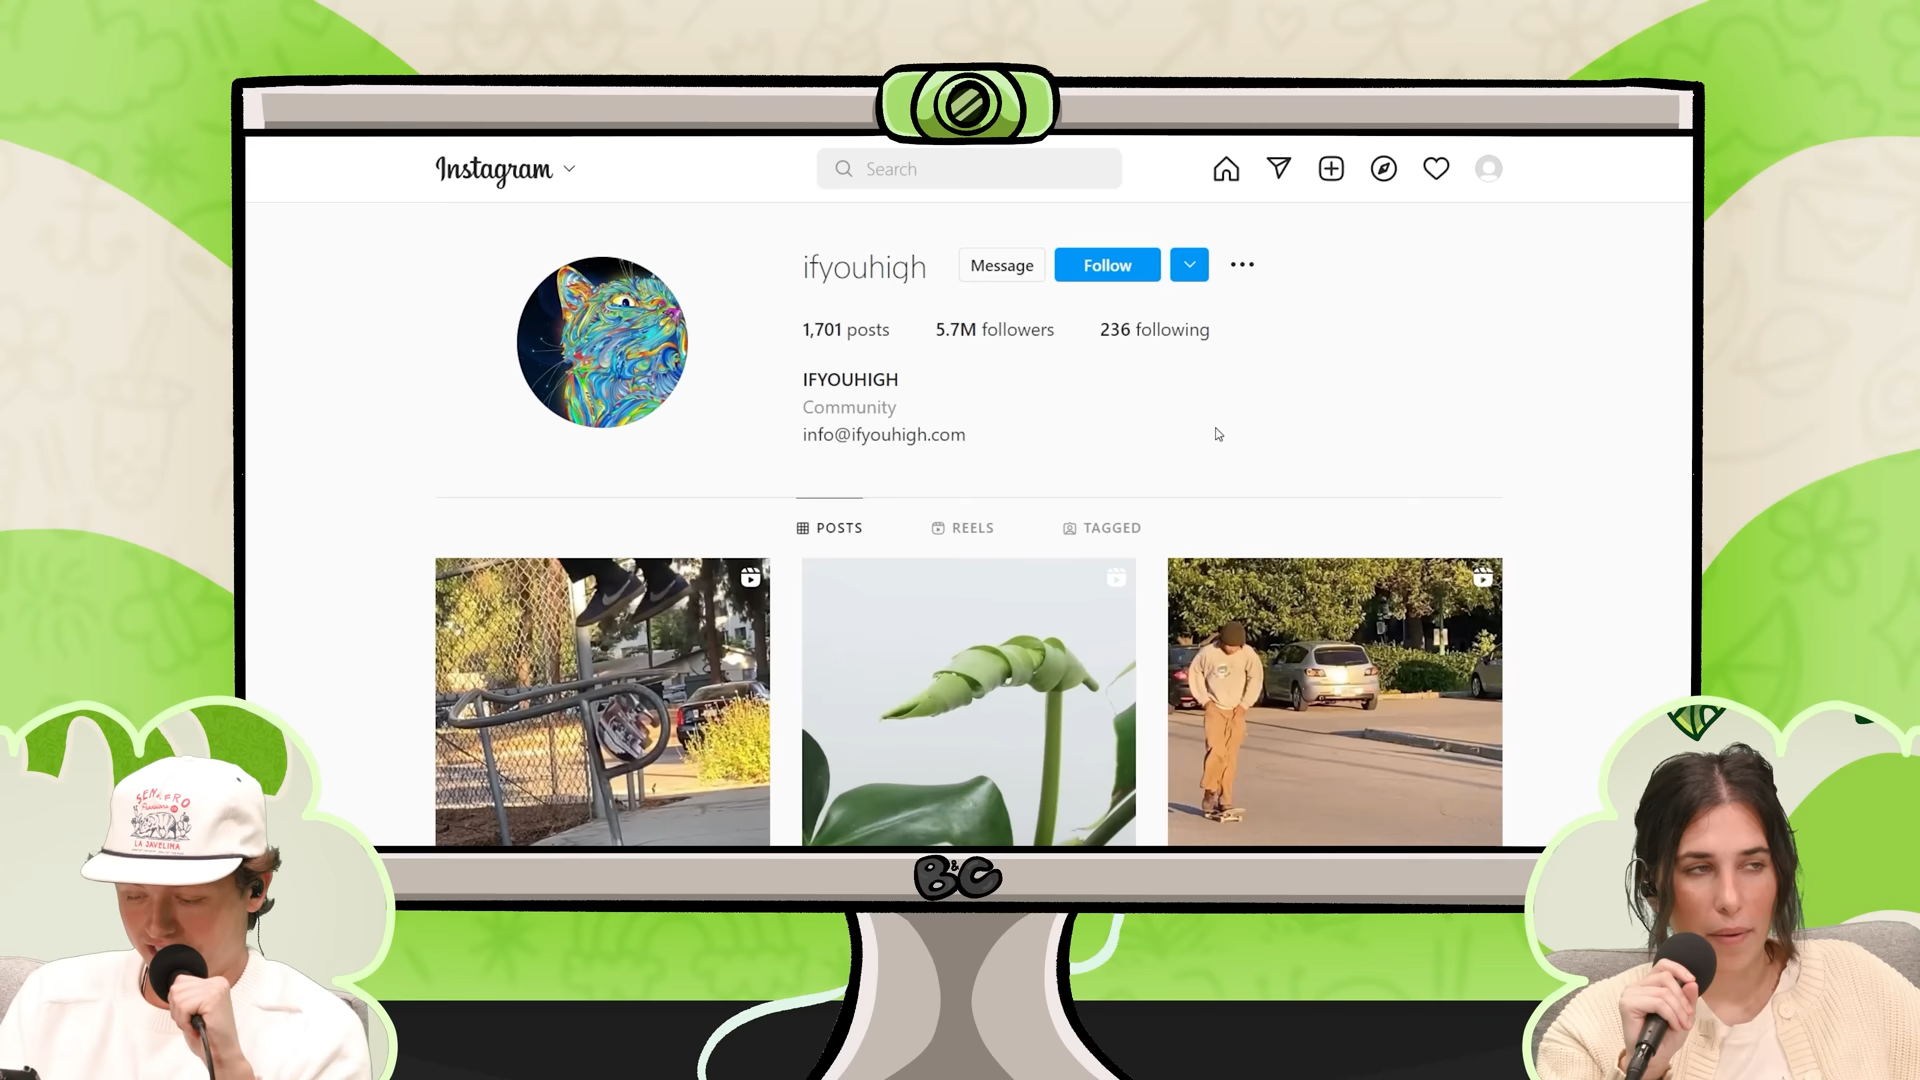 Instagram
Search
ifyouhigh
Message
Follow
1,701 posts
5.7M followers
236 following
IFYOUHIGH
Community
info@ifyouhigh.com
POSTS
REELS
TAGGED
LA JAVELINA
B&C